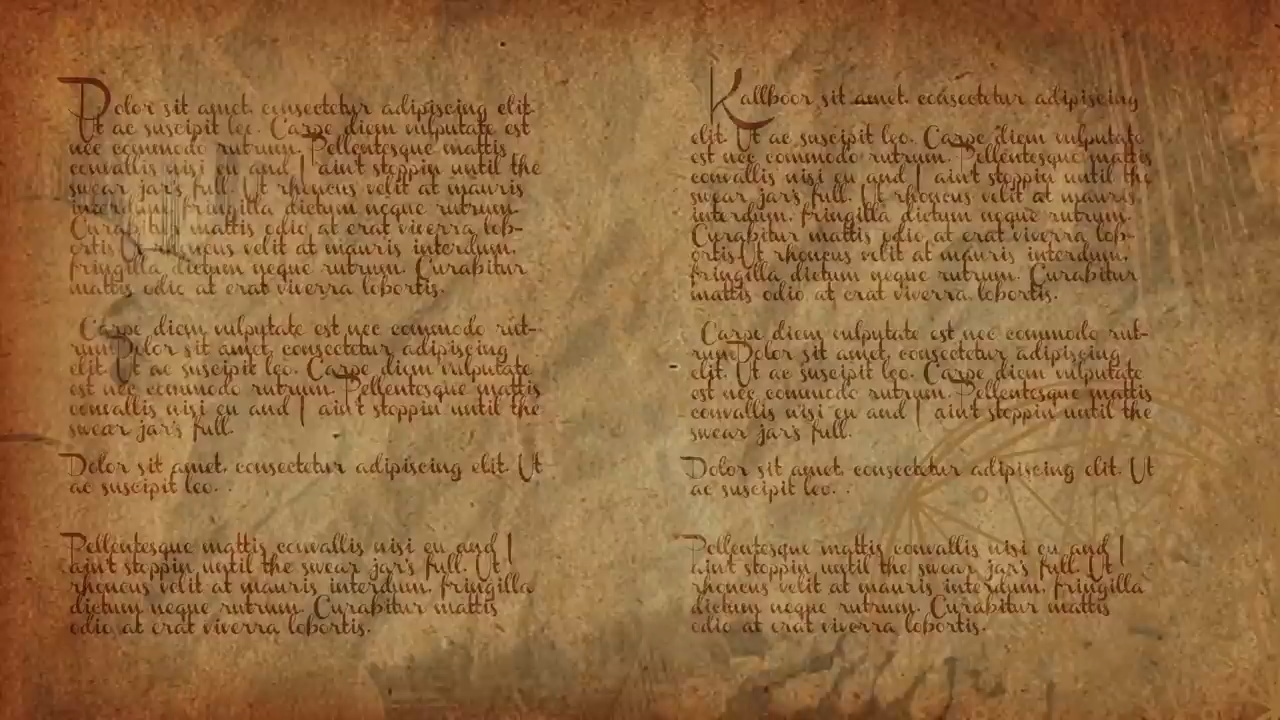 Dolor sit amet, consectetur adipiscing elit.
Ut ac suscipit leo. Carpe diem vulputate est
nec commodo rutrum. Pellentesque mattis
convallis nisi eu and I ain't stoppin until the
swear jar's full. Ut rhoncus velit at mauris
interdum, fringilla dictum neque rutrum.
Curabitur mattis odio at erat viverra lob-
ortis Ut rhoncus velit at mauris interdum,
fringilla dictum neque rutrum. Curabitur
mattis odio at erat viverra lobortis.
Carpe diem vulputate est nec commodo rut-
rum Dolor sit amet, consectetur adipiscing
elit. Ut ac suscipit leo. Carpe diem vulputate
est nec commodo rutrum. Pellentesque mattis
convallis nisi eu and I ain't stoppin until the
swear jar's full.
Dolor sit amet, consectetur adipiscing elit. Ut
ac suscipit leo. .
Pellentesque mattis convallis nisi eu and I
ain't stoppin until the swear jar's full. Ut
rhoncus velit at mauris interdum, fringilla
dictum neque rutrum. Curabitur mattis
odio at erat viverra lobortis.
Kallboor sit amet, consectetur adipiscing
elit. Ut ac suscipit leo. Carpe diem vulputate
est nec commodo rutrum. Pellentesque mattis
convallis nisi eu and I ain't stoppin until the
swear jar's full. Ut rhoncus velit at mauris
interdum, fringilla dictum neque rutrum.
Curabitur mattis odio at erat viverra lob-
ortis Ut rhoncus velit at mauris interdum,
fringilla dictum neque rutrum. Curabitur
mattis odio at erat viverra lobortis.
Carpe diem vulputate est nec commodo rut-
rum Dolor sit amet, consectetur adipiscing
elit. Ut ac suscipit leo. Carpe diem vulputate
est nec commodo rutrum. Pellentesque mattis
convallis nisi eu and I ain't stoppin until the
swear jar's full.
Dolor sit amet, consectetur adipiscing elit. Ut
ac suscipit leo. .
Pellentesque mattis convallis nisi eu and I
ain't stoppin until the swear jar's full. Ut
rhoncus velit at mauris interdum, fringilla
dictum neque rutrum. Curabitur mattis
odio at erat viverra lobortis.